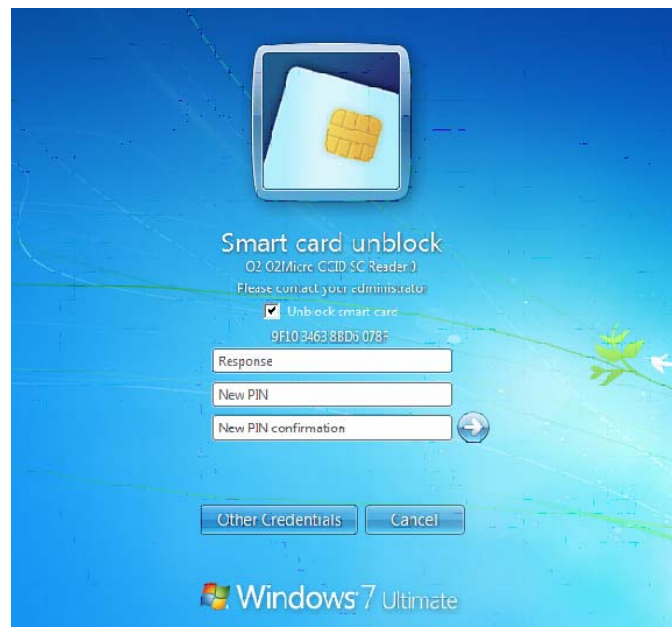 Smart card unblock
O2 O2Micro CCID SC Reader 0
Please contact your administrator
Unblock smart card
9F10 3463 8BD6 078F
Response
New PIN
New PIN confirmation
Other Credentials Cancel
Windows 7 Ultimate